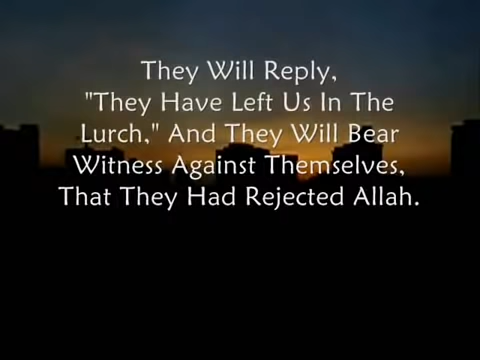 They Will Reply,
"They Have Left Us In The
Lurch," And They Will Bear
Witness Against Themselves,
That They Had Rejected Allah.